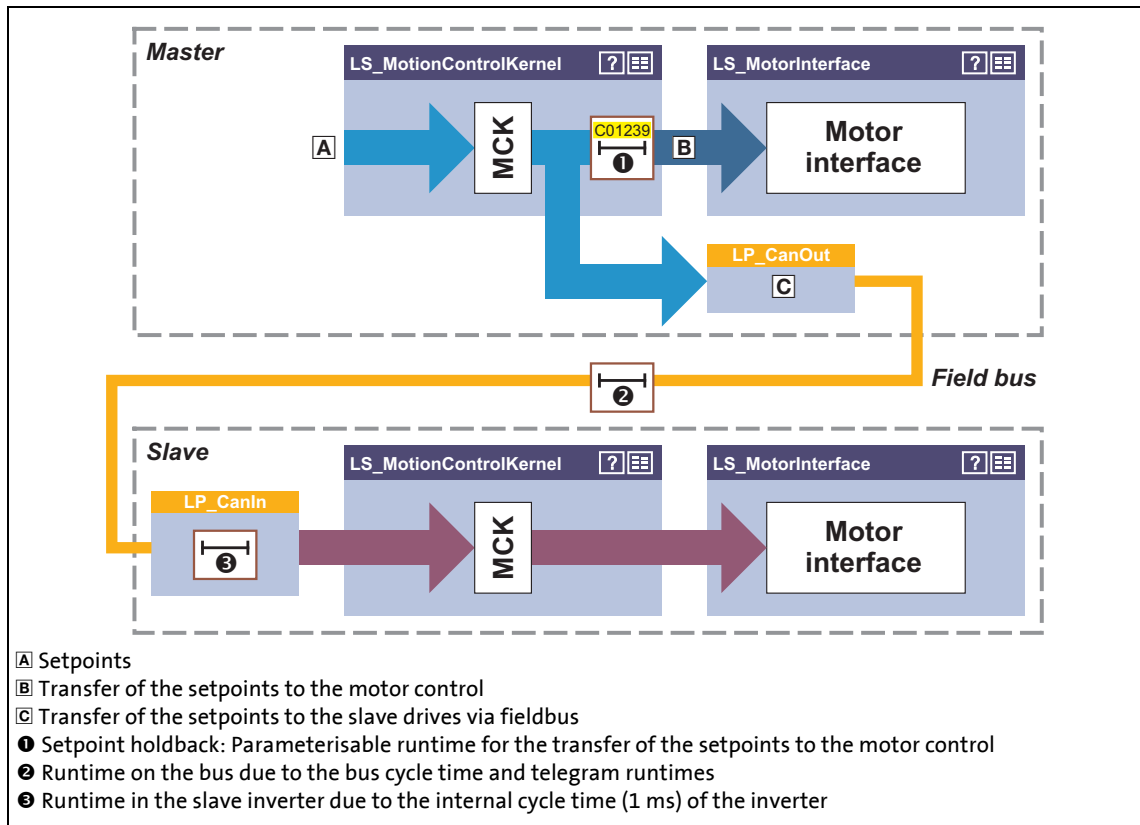 Master
LS_MotionControlKernel ?
LS_MotorInterface ?
A
MCK
C01239
❶
B
Motor
interface
LP_CanOut
C
❷
Field bus
Slave
LS_MotionControlKernel ?
LS_MotorInterface ?
LP_CanIn
❸
MCK
Motor
interface
A Setpoints
B Transfer of the setpoints to the motor control
C Transfer of the setpoints to the slave drives via fieldbus
❶ Setpoint holdback: Parameterisable runtime for the transfer of the setpoints to the motor control
❷ Runtime on the bus due to the bus cycle time and telegram runtimes
❸ Runtime in the slave inverter due to the internal cycle time (1 ms) of the inverter